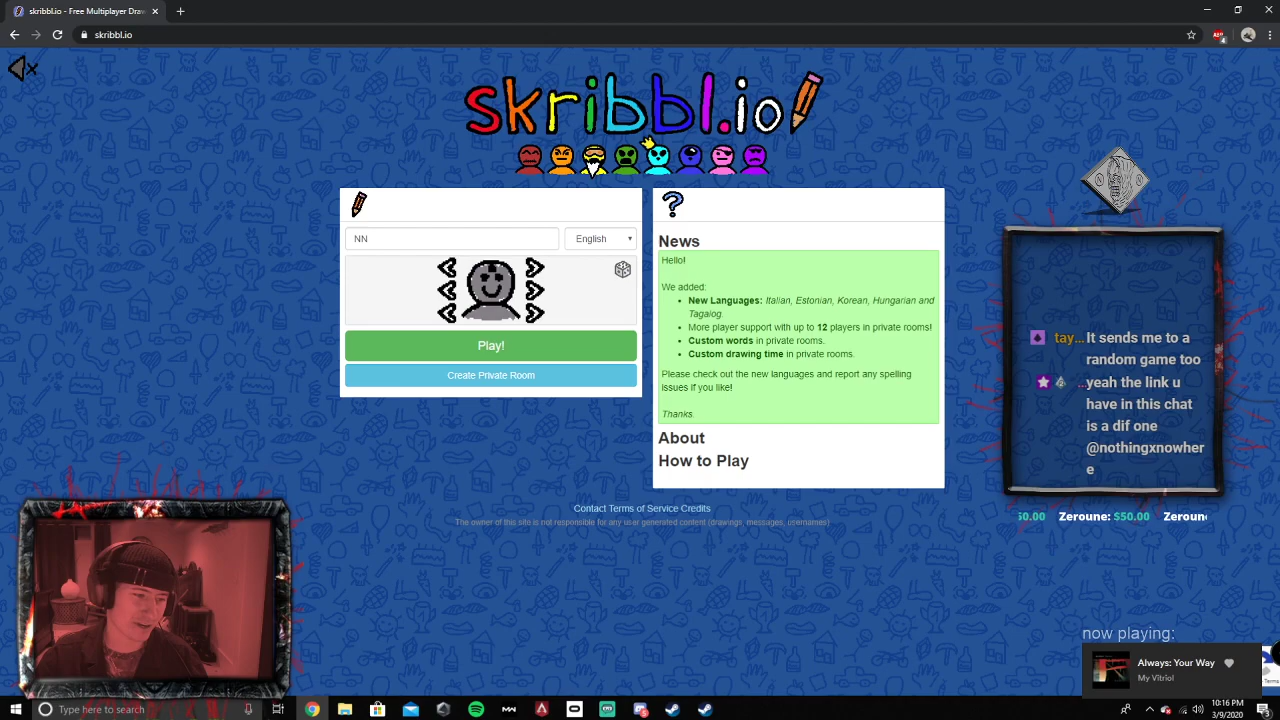 skribbl.io - Free Multiplayer Draw
skribbl.io
4
skribbl.io
NN
English
Play!
Create Private Room
News
Hello!
We added:
New Languages: Italian, Estonian, Korean, Hungarian and
Tagalog.
More player support with up to 12 players in private rooms!
Custom words in private rooms.
Custom drawing time in private rooms.
Please check out the new languages and report any spelling
issues if you like!
Thanks.
About
How to Play
Contact Terms of Service Credits
The owner of this site is not responsible for any user generated content (drawings, messages, usernames)
tay... It sends me to a
random game too
... yeah the link u
have in this chat
is a dif one
@nothingxnowher
e
Zeroune: $50.00
now playing:
Always: Your Way
My Vitriol
Type here to search
10:16 PM
3/9/2020